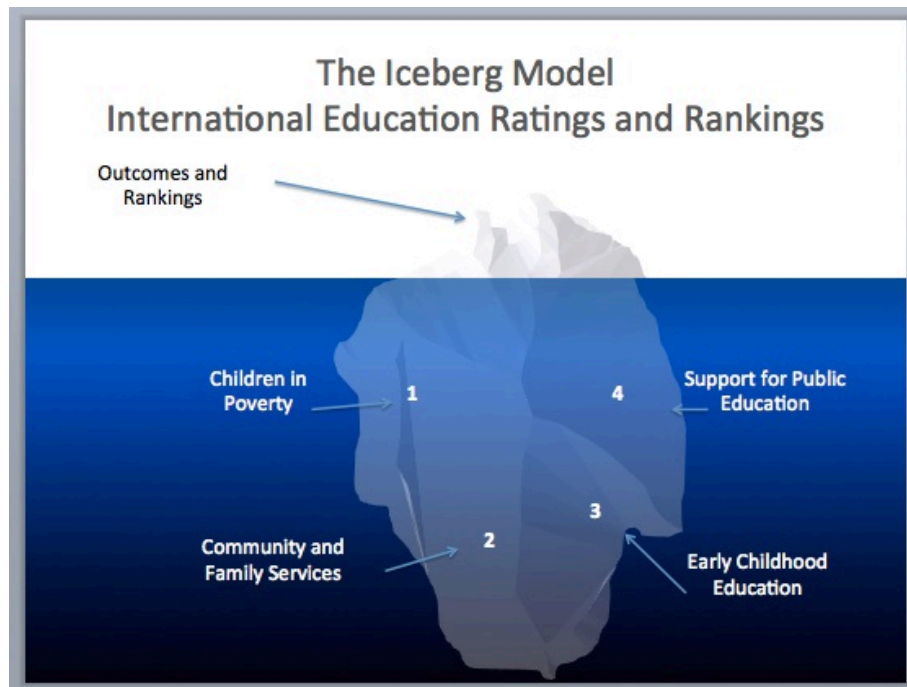 The Iceberg Model
International Education Ratings and Rankings
Outcomes and
Rankings
Children in
Poverty
1
4
Support for Public
Education
Community and
Family Services
2
3
Early Childhood
Education